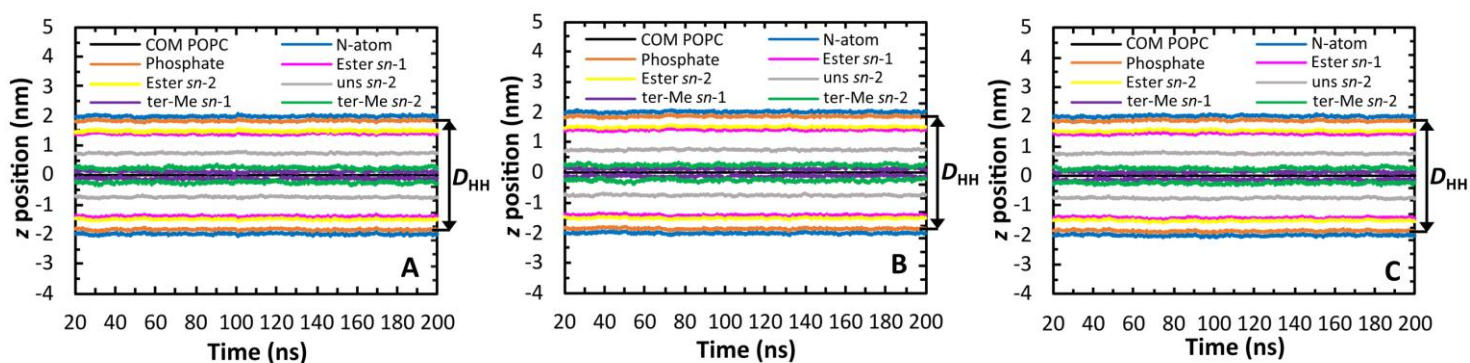 5
4
3
2
1
0
-1
-2
-3
-4
z position (nm)
COM POPC N-atom
Phosphate Ester sn-1
Ester sn-2 uns sn-2
ter-Me sn-1 ter-Me sn-2
D_HH
A
20 40 60 80 100 120 140 160 180 200
Time (ns)
5
4
3
2
1
0
-1
-2
-3
-4
z position (nm)
COM POPC N-atom
Phosphate Ester sn-1
Ester sn-2 uns sn-2
ter-Me sn-1 ter-Me sn-2
D_HH
B
20 40 60 80 100 120 140 160 180 200
Time (ns)
5
4
3
2
1
0
-1
-2
-3
-4
z position (nm)
COM POPC N-atom
Phosphate Ester sn-1
Ester sn-2 uns sn-2
ter-Me sn-1 ter-Me sn-2
D_HH
C
20 40 60 80 100 120 140 160 180 200
Time (ns)